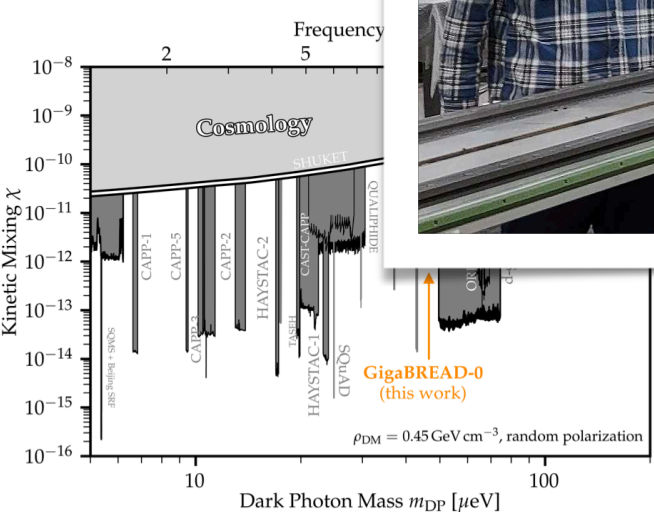 Frequency
2
5
10⁻⁸
10⁻⁹
10⁻¹⁰
10⁻¹¹
10⁻¹²
10⁻¹³
10⁻¹⁴
10⁻¹⁵
10⁻¹⁶
Kinetic Mixing χ
Cosmology
SHUKET
SQMS + Beijing SRF
CAPP-1
CAPP-5
CAPP-3
CAPP-2
HAYSTAC-2
TASEH
CAST-CAPP
HAYSTAC-1
SQuAD
QUALIPHIDE
GigaBREAD-0
(this work)
ρDM = 0.45 GeV cm⁻³, random polarization
10
100
Dark Photon Mass mDP [μeV]